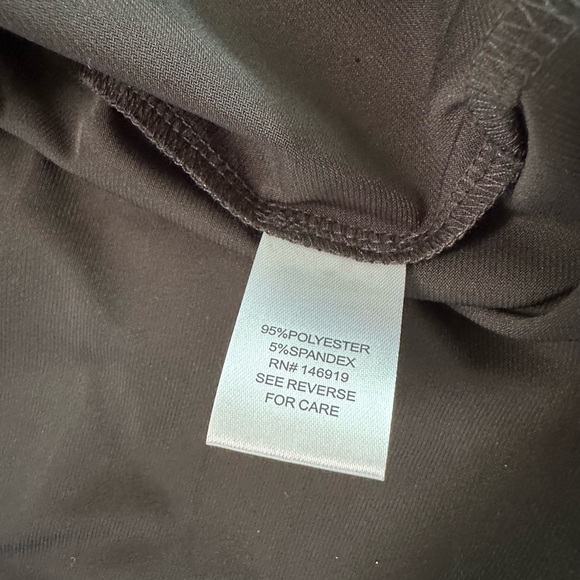 95%POLYESTER
5%SPANDEX
RN# 146919
SEE REVERSE
FOR CARE